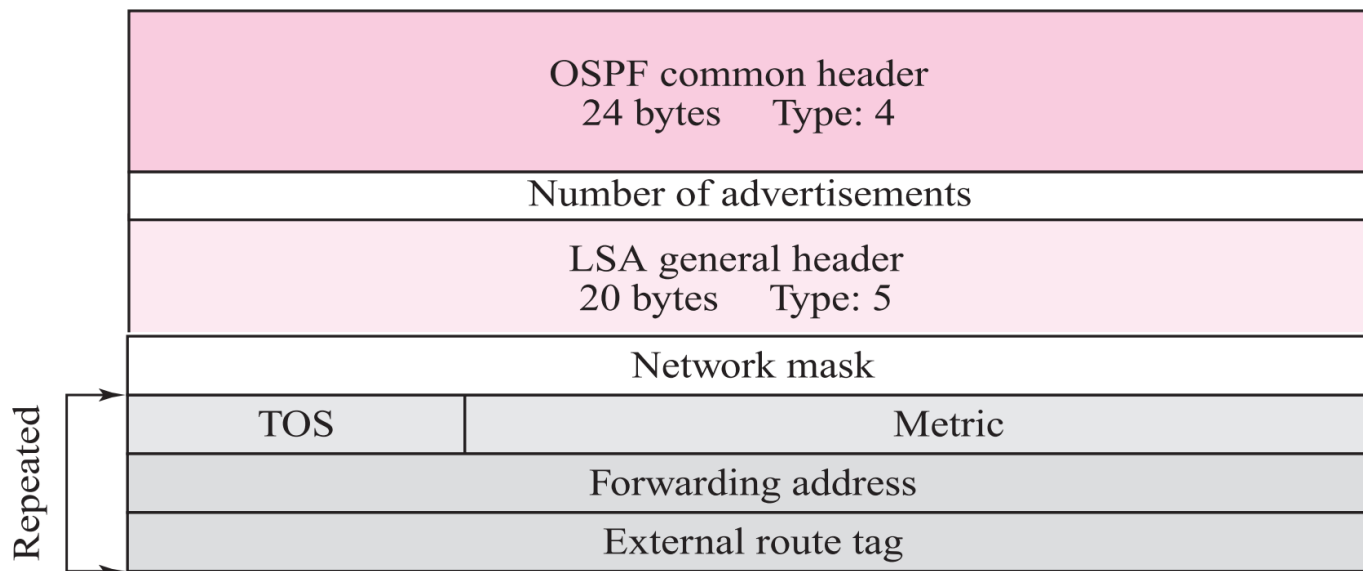 OSPF common header
24 bytes Type: 4
Number of advertisements
LSA general header
20 bytes Type: 5
Network mask
Repeated
TOS
Metric
Forwarding address
External route tag